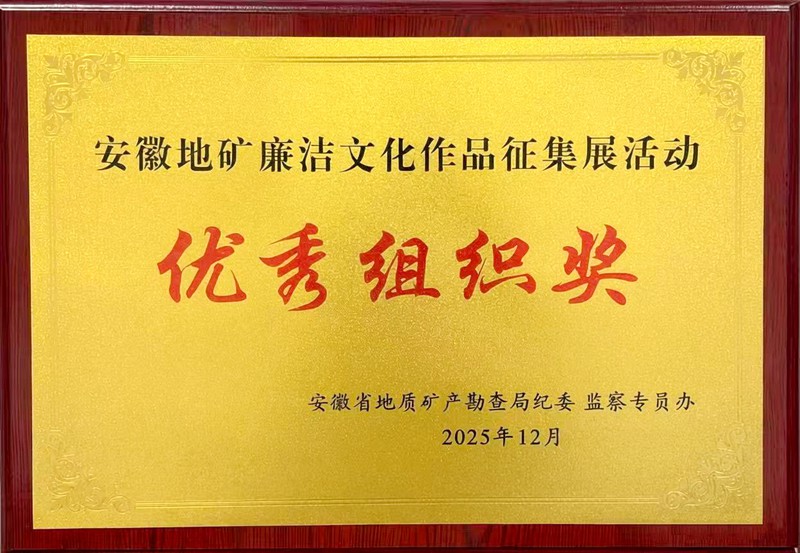 安徽地矿廉洁文化作品征集展活动
优秀组织奖
安徽省地质矿产勘查局纪委 监察专员办
2025年12月